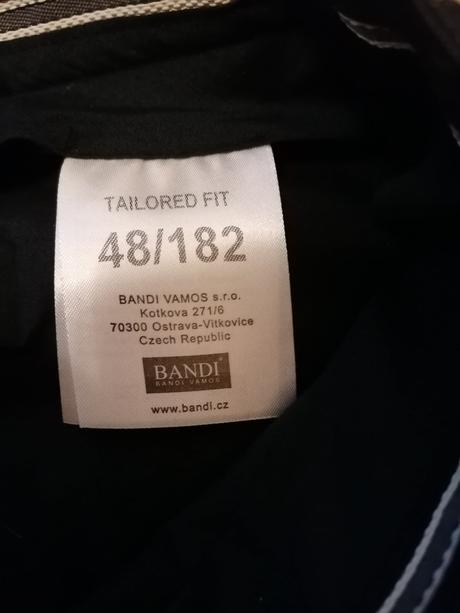 TAILORED FIT
48/182
BANDI VAMOS s.r.o.
Kotkova 271/6
70300 Ostrava-Vitkovice
Czech Republic
BANDI®
BANDI VAMOS
www.bandi.cz